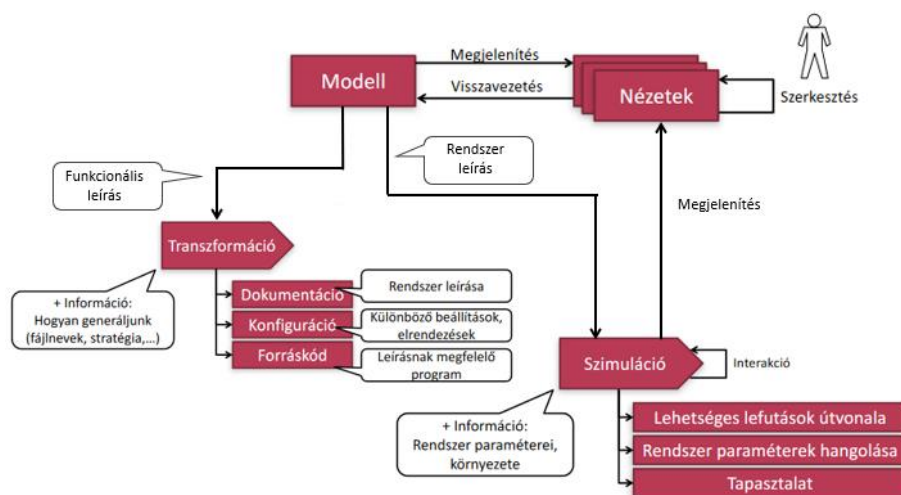 Modell
Megjelenítés
Visszavezetés
Nézetek
Szerkesztés
Funkcionális
leírás
Rendszer
leírás
Megjelenítés
Transzformáció
+ Információ:
Hogyan generáljunk
(fájlnevek, stratégia,...)
Dokumentáció
Rendszer leírása
Konfiguráció
Különböző beállítások,
elrendezések
Forráskód
Leírásnak megfelelő
program
Szimuláció
Interakció
+ Információ:
Rendszer paraméterei,
környezete
Lehetséges lefutások útvonala
Rendszer paraméterek hangolása
Tapasztalat